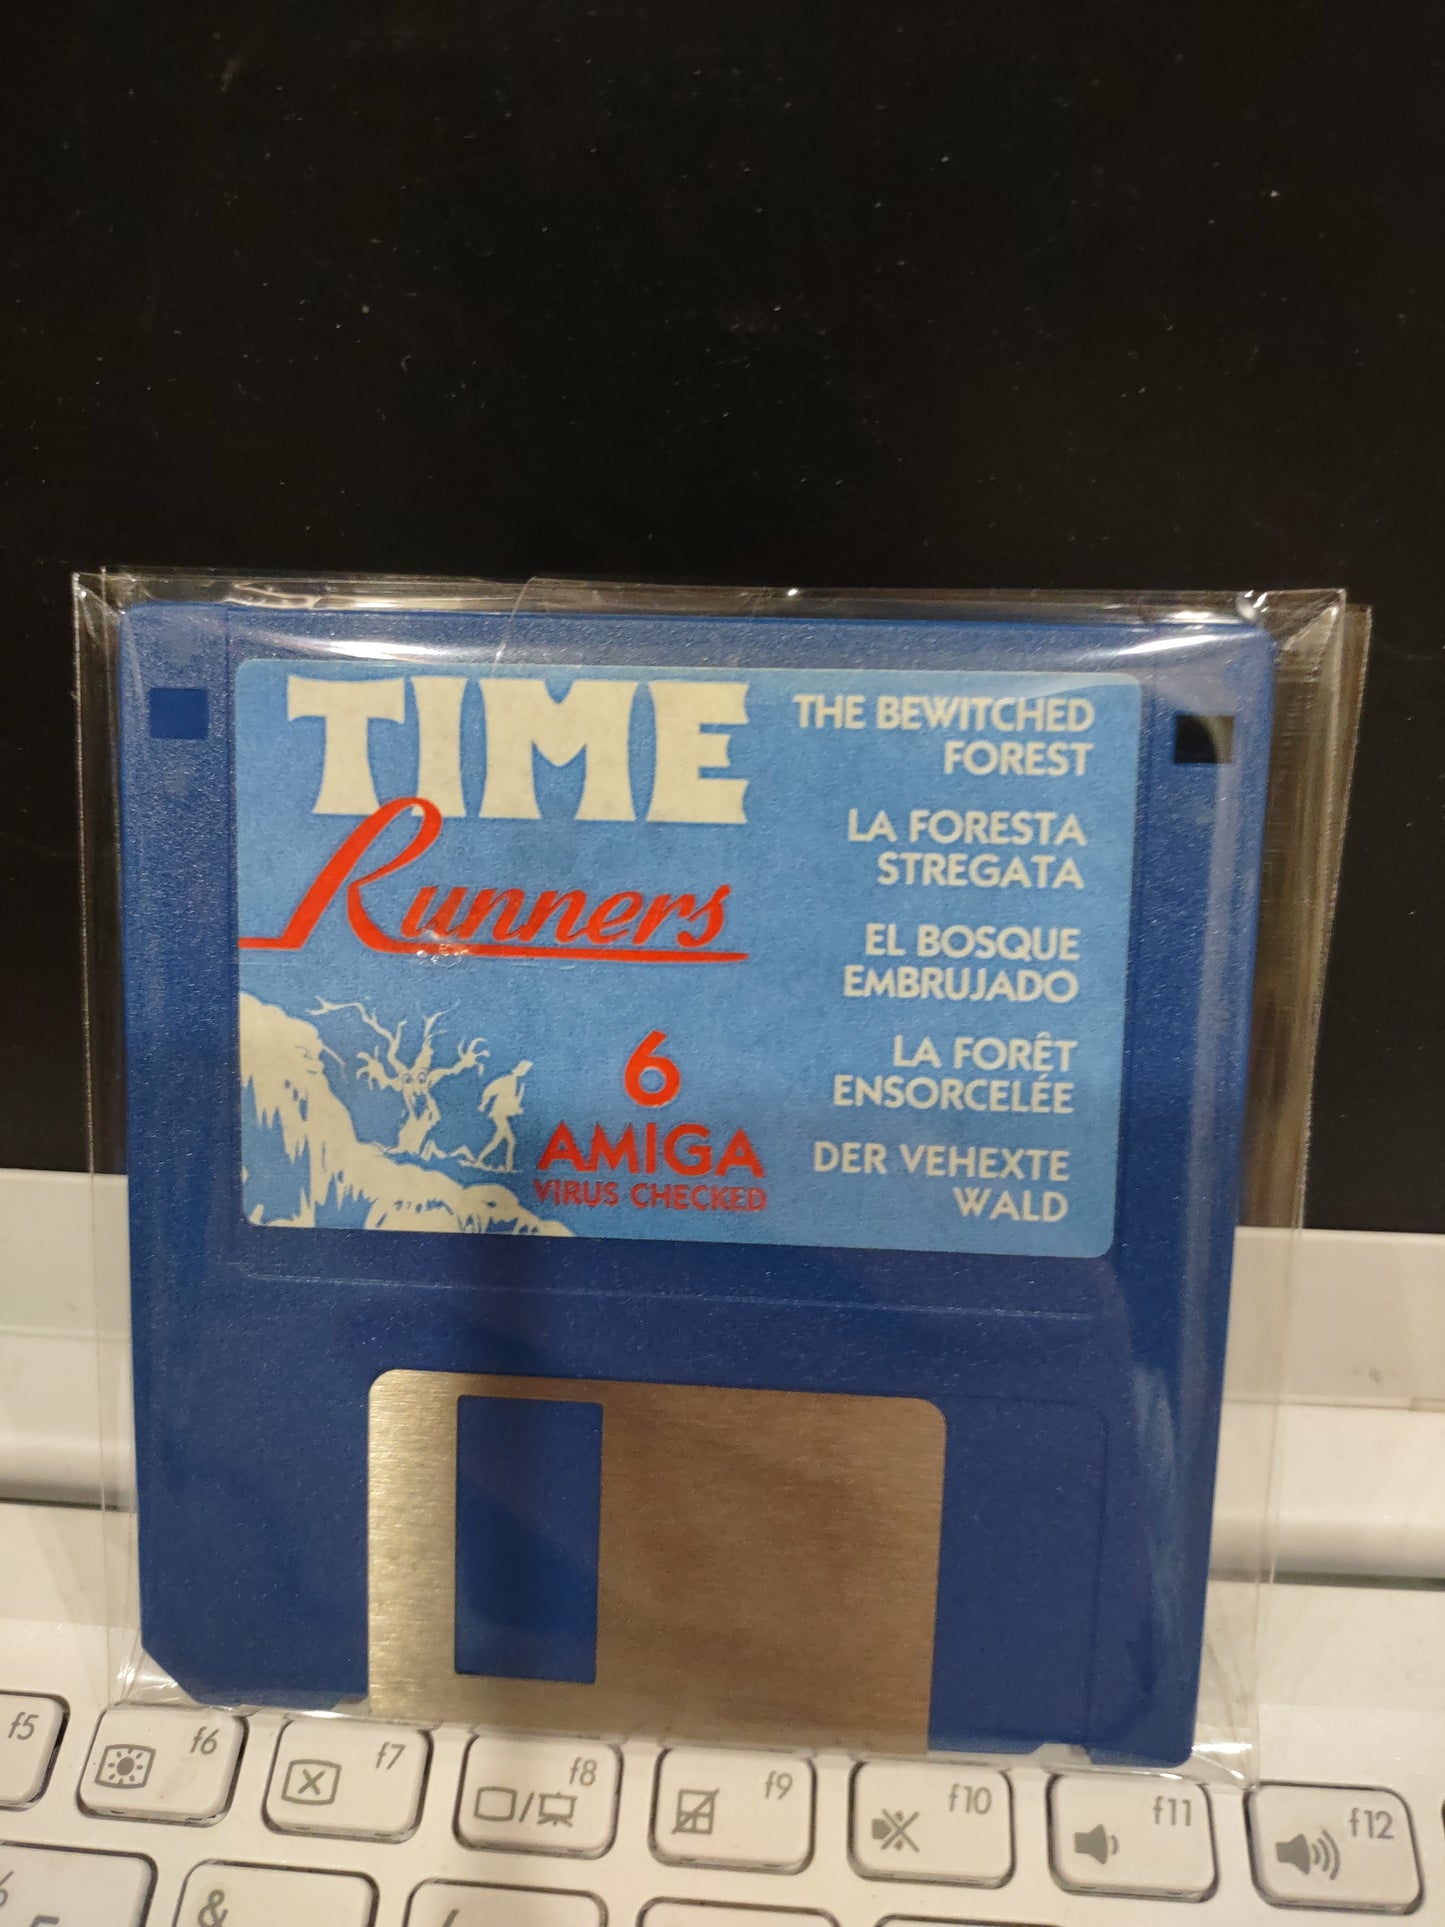 TIME
Runners
6
AMIGA
VIRUS CHECKED
THE BEWITCHED
FOREST
LA FORESTA
STREGATA
EL BOSQUE
EMBRUJADO
LA FORÊT
ENSORCELÉE
DER VEHEXTE
WALD
f5
f6
f7
f8
f9
f10
f11
f12
6
&